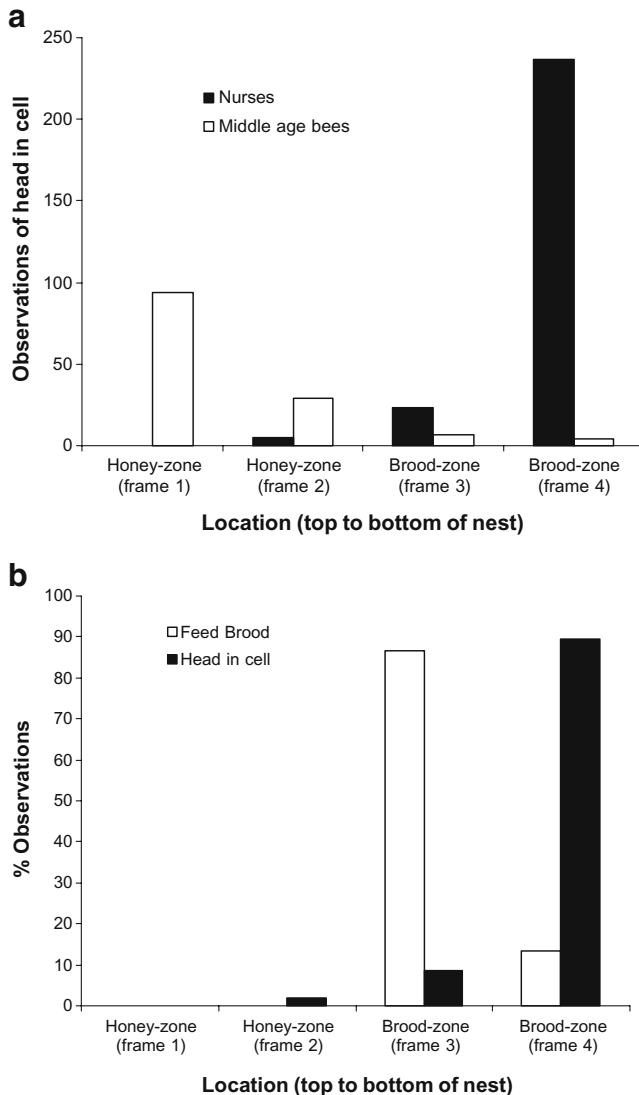 a
Observations of head in cell
250
200
150
100
50
0
Nurses
Middle age bees
Honey-zone (frame 1)
Honey-zone (frame 2)
Brood-zone (frame 3)
Brood-zone (frame 4)
Location (top to bottom of nest)
b
% Observations
100
90
80
70
60
50
40
30
20
10
0
Feed Brood
Head in cell
Honey-zone (frame 1)
Honey-zone (frame 2)
Brood-zone (frame 3)
Brood-zone (frame 4)
Location (top to bottom of nest)